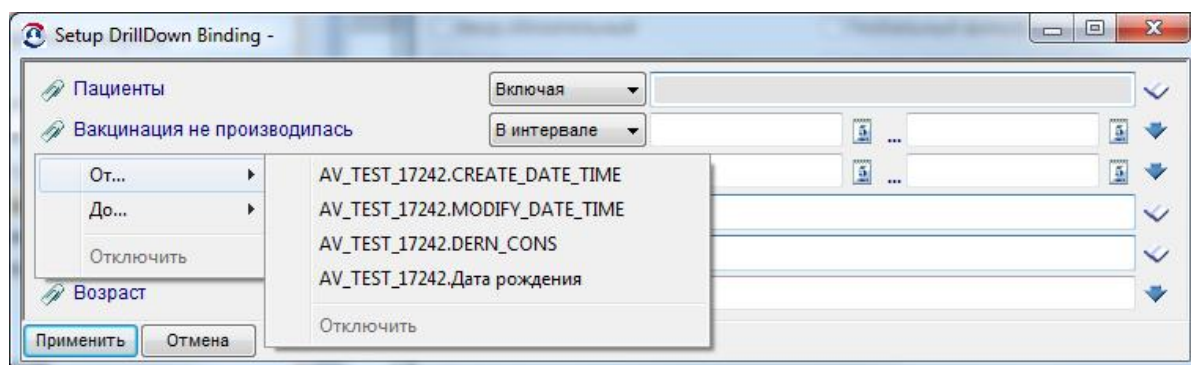 Setup DrillDown Binding -
Пациенты Включая
Вакцинация не производилась В интервале ...
От... AV_TEST_17242.CREATE_DATE_TIME ...
До... AV_TEST_17242.MODIFY_DATE_TIME
AV_TEST_17242.DERN_CONS
Отключить
AV_TEST_17242.Дата рождения
Возраст
Отключить
Применить Отмена